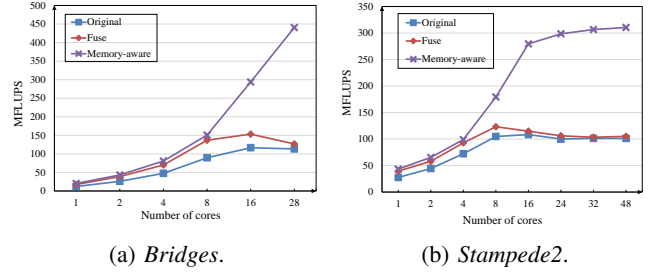 500
450
400
350
300
250
200
150
100
50
0
MFLUPS
Original
Fuse
Memory-aware
1 2 4 8 16 28
Number of cores
(a) Bridges.
350
300
250
200
150
100
50
0
MFLUPS
Original
Fuse
Memory-aware
1 2 4 8 16 24 32 48
Number of cores
(b) Stampede2.